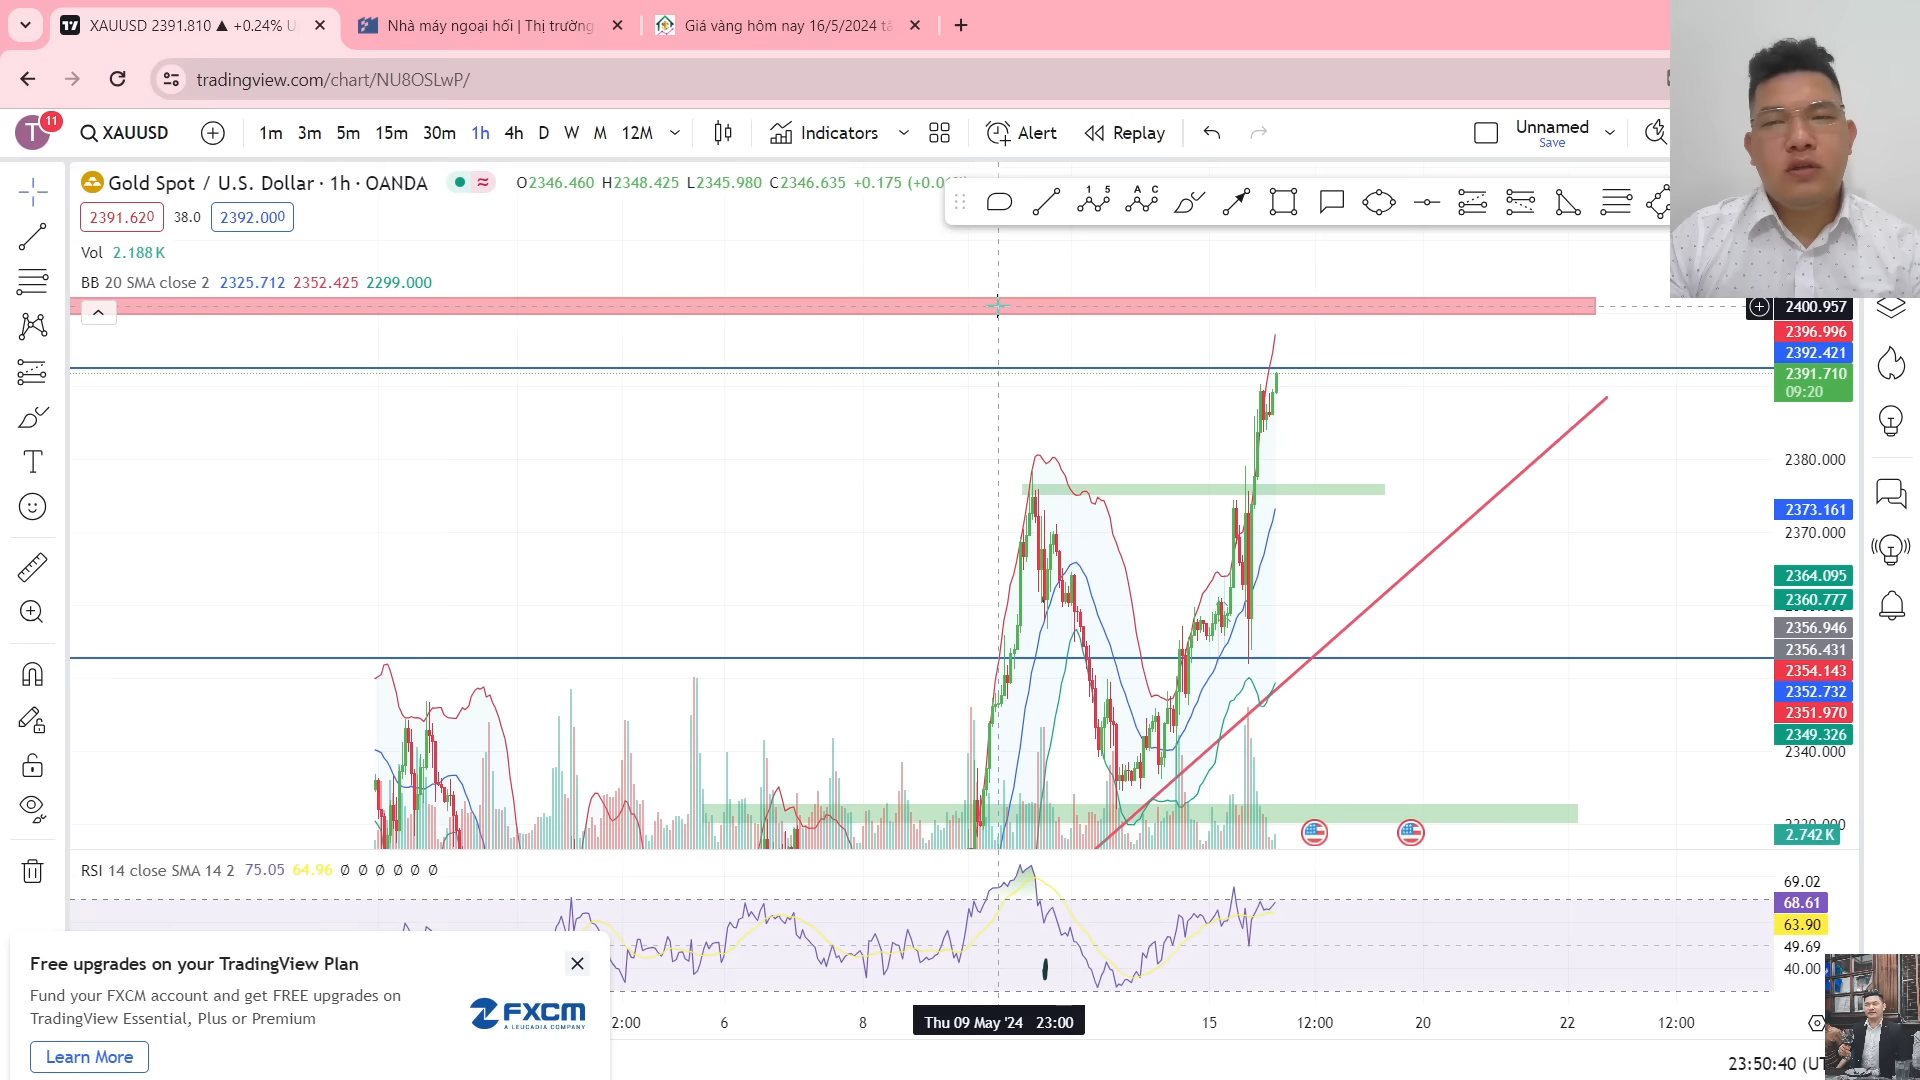 XAUUSD 2391.810 ▲ +0.24% U
Nhà máy ngoại hối | Thị trường
Giá vàng hôm nay 16/5/2024 tă
tradingview.com/chart/NU8OSLwP/
T
11
XAUUSD
1m 3m 5m 15m 30m 1h 4h D W M 12M
Indicators
Alert
Replay
Unnamed
Save
Gold Spot / U.S. Dollar · 1h · OANDA
O2346.460 H2348.425 L2345.980 C2346.635 +0.175
2391.620 38.0 2392.000
Vol 2.188 K
BB 20 SMA close 2 2325.712 2352.425 2299.000
1 5
A C
2400.957
2396.996
2392.421
2391.710
09:20
2380.000
2373.161
2370.000
2364.095
2360.777
2356.946
2356.431
2354.143
2352.732
2351.970
2349.326
2340.000
2.742 K
RSI 14 close SMA 14 2 75.05 64.96 Ø Ø Ø Ø Ø Ø
69.02
68.61
63.90
49.69
40.00
Free upgrades on your TradingView Plan
Fund your FXCM account and get FREE upgrades on
TradingView Essential, Plus or Premium
FXCM
A LEUCADIA COMPANY
Learn More
2:00 6 8 Thu 09 May '24 23:00 15 12:00 20 22 12:00
23:50:40 (UT